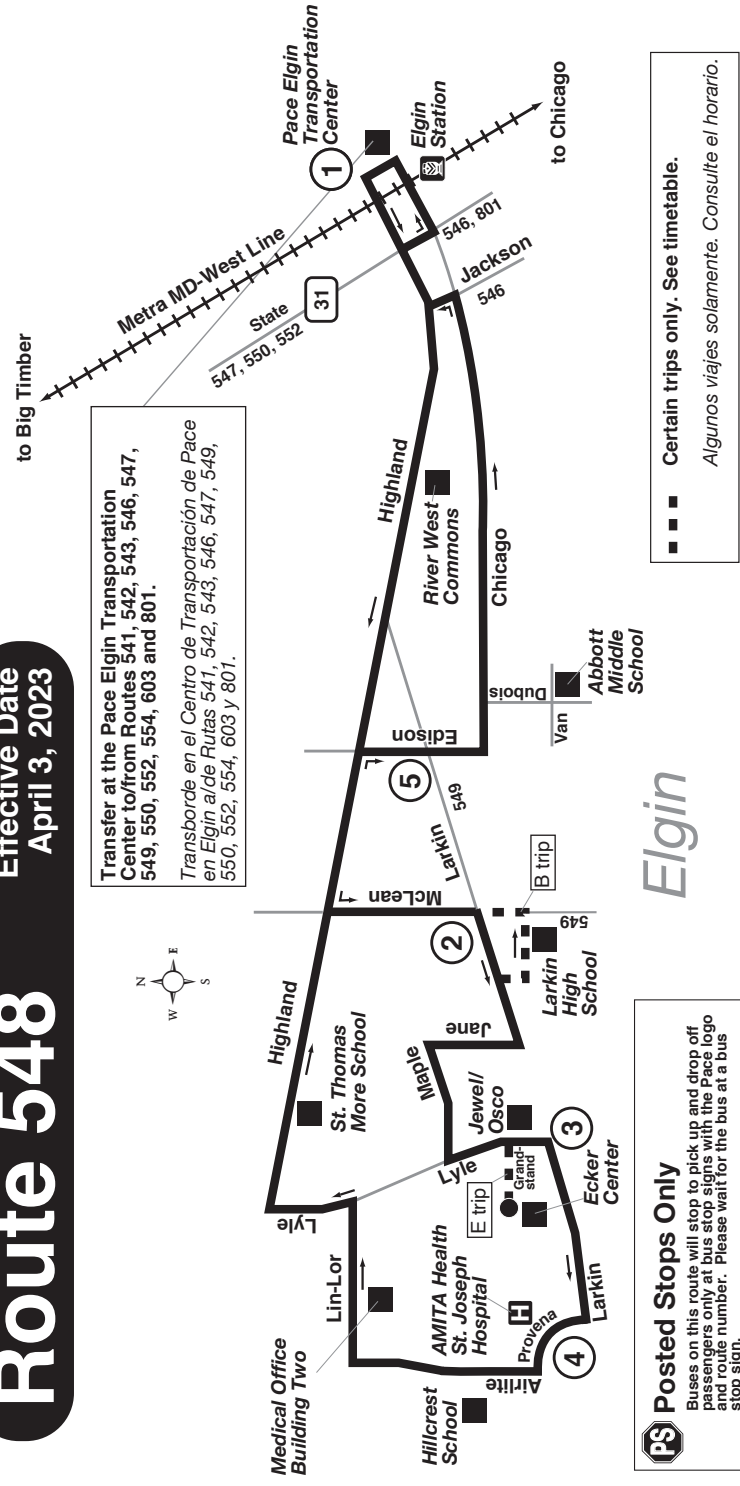 Route 548
Effective Date
April 3, 2023
Transfer at the Pace Elgin Transportation
Center to/from Routes 541, 542, 543, 546, 547,
549, 550, 552, 554, 603 and 801.
Transborde en el Centro de Transportación de Pace
en Elgin a/de Rutas 541, 542, 543, 546, 547, 549,
550, 552, 554, 603 y 801.
to Big Timber
Metra MD-West Line
State
31
547, 550, 552
1
Pace Elgin
Transportation
Center
Elgin
Station
to Chicago
546, 801
Jackson
546
N
W
E
S
Highland
Highland
River West
Commons
Chicago
Edison
5
Dubois
Van
Abbott
Middle
School
549
Larkin
McLean
2
B trip
549
Larkin
High
School
St. Thomas
More School
Jane
Maple
Jewel/
Osco
3
Lyle
Lyle
E trip
Grand-
stand
Ecker
Center
Lin-Lor
Medical Office
Building Two
AMITA Health
St. Joseph
Hospital
H
Provena
Larkin
4
Airlite
Hillcrest
School
Elgin
PS Posted Stops Only
Buses on this route will stop to pick up and drop off
passengers only at bus stop signs with the Pace logo
and route number. Please wait for the bus at a bus
stop sign.
Certain trips only. See timetable.
Algunos viajes solamente. Consulte el horario.